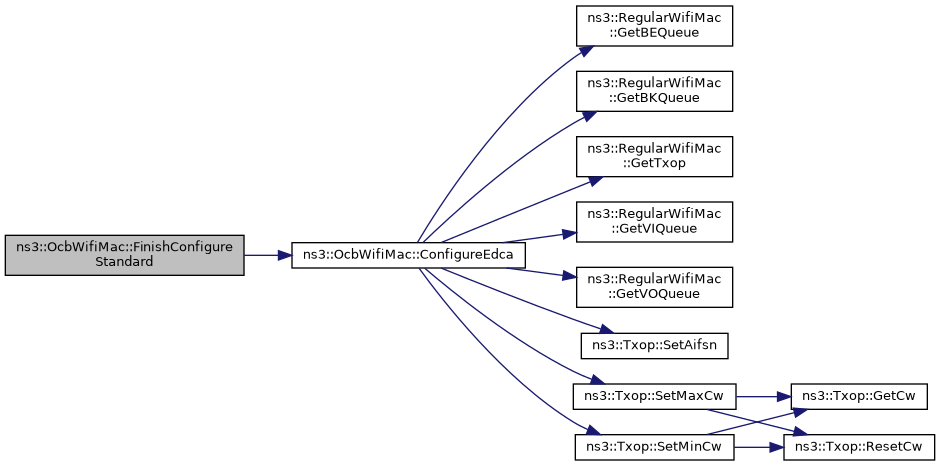 ns3::OcbWifiMac::FinishConfigure
Standard
ns3::OcbWifiMac::ConfigureEdca
ns3::RegularWifiMac
::GetBEQueue
ns3::RegularWifiMac
::GetBKQueue
ns3::RegularWifiMac
::GetTxop
ns3::RegularWifiMac
::GetVIQueue
ns3::RegularWifiMac
::GetVOQueue
ns3::Txop::SetAifsn
ns3::Txop::SetMaxCw
ns3::Txop::SetMinCw
ns3::Txop::GetCw
ns3::Txop::ResetCw